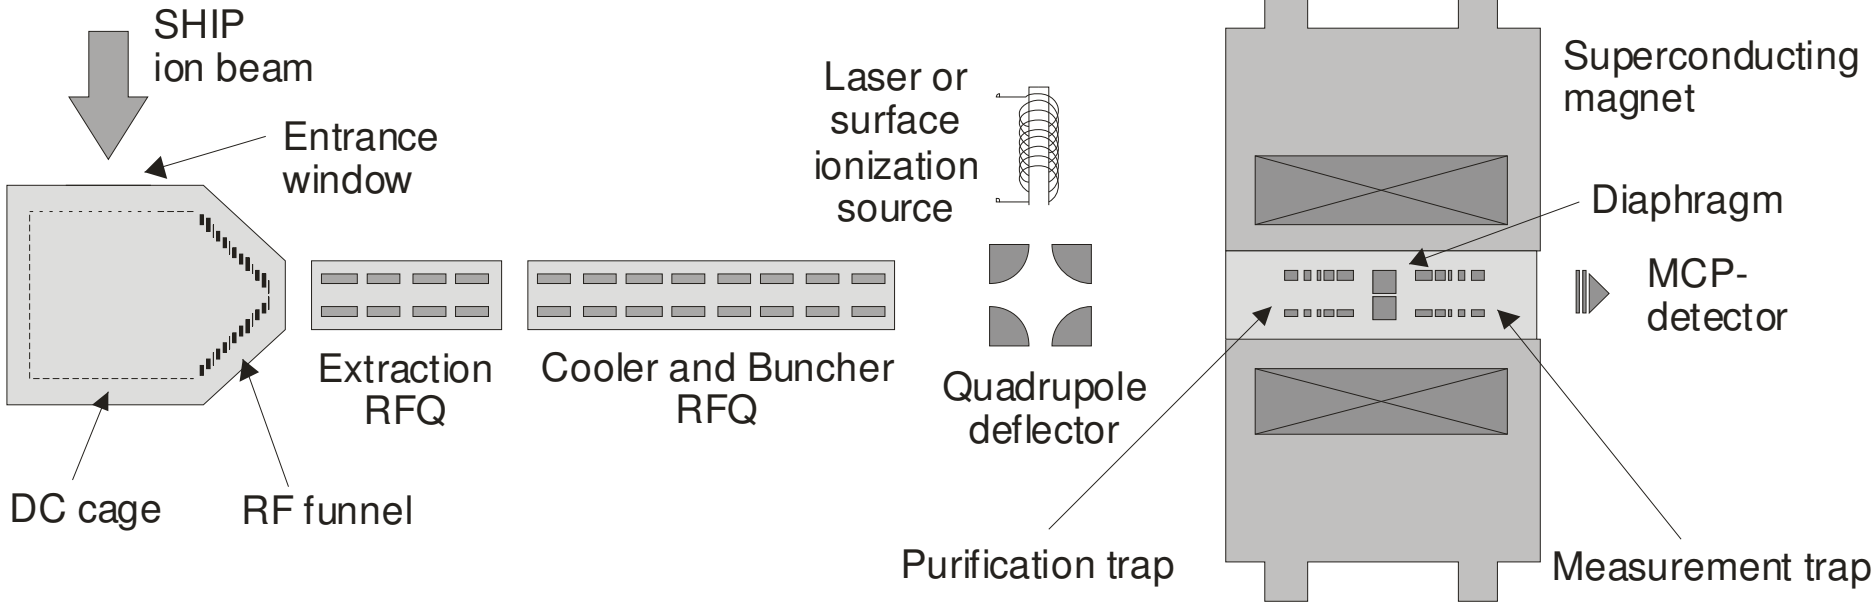 SHIP
ion beam
Entrance
window
DC cage
RF funnel
Extraction
RFQ
Cooler and Buncher
RFQ
Laser or
surface
ionization
source
Quadrupole
deflector
Purification trap
Superconducting
magnet
Diaphragm
MCP-
detector
Measurement trap